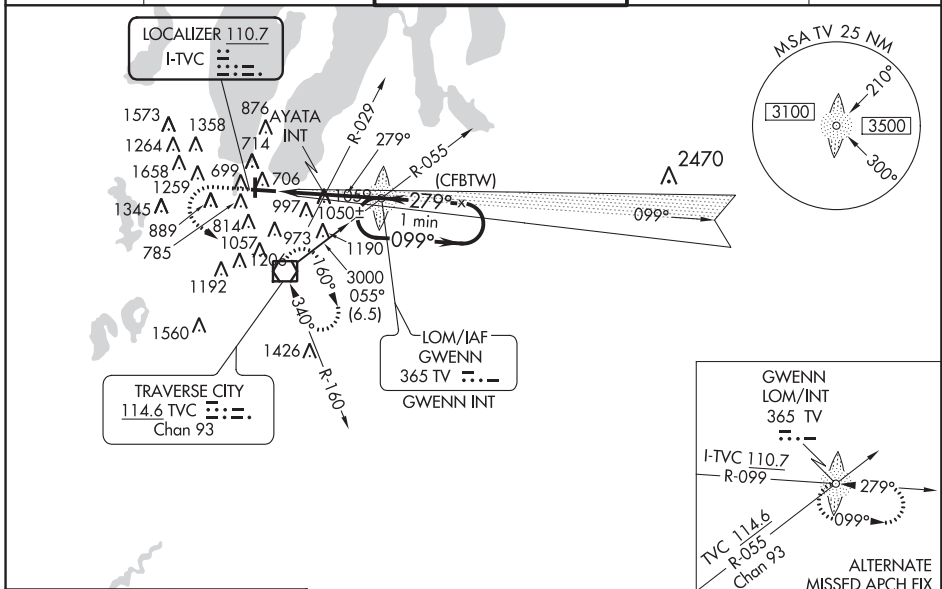 LOCALIZER 110.7
I-TVC
MSA TV 25 NM
210°
3100
3500
300°
1573
1358
876
AYATA
INT
R-029
1264
714
279°
R-055
1658
699
706
(CFBTW)
2470
1259
1059
279°
x
1345
997
1050±
1 min
099°
099°
889
814
973
1190
785
1057
1206
160°
3000
055°
(6.5)
1192
340°
1560
1426
R-160
LOM/IAF
GWENN
365 TV
GWENN INT
TRAVERSE CITY
114.6 TVC
Chan 93
GWENN
LOM/INT
365 TV
I-TVC 110.7
R-099
279°
099°
TVC 114.6
R-055
Chan 93
ALTERNATE
MISSED APCH FIX